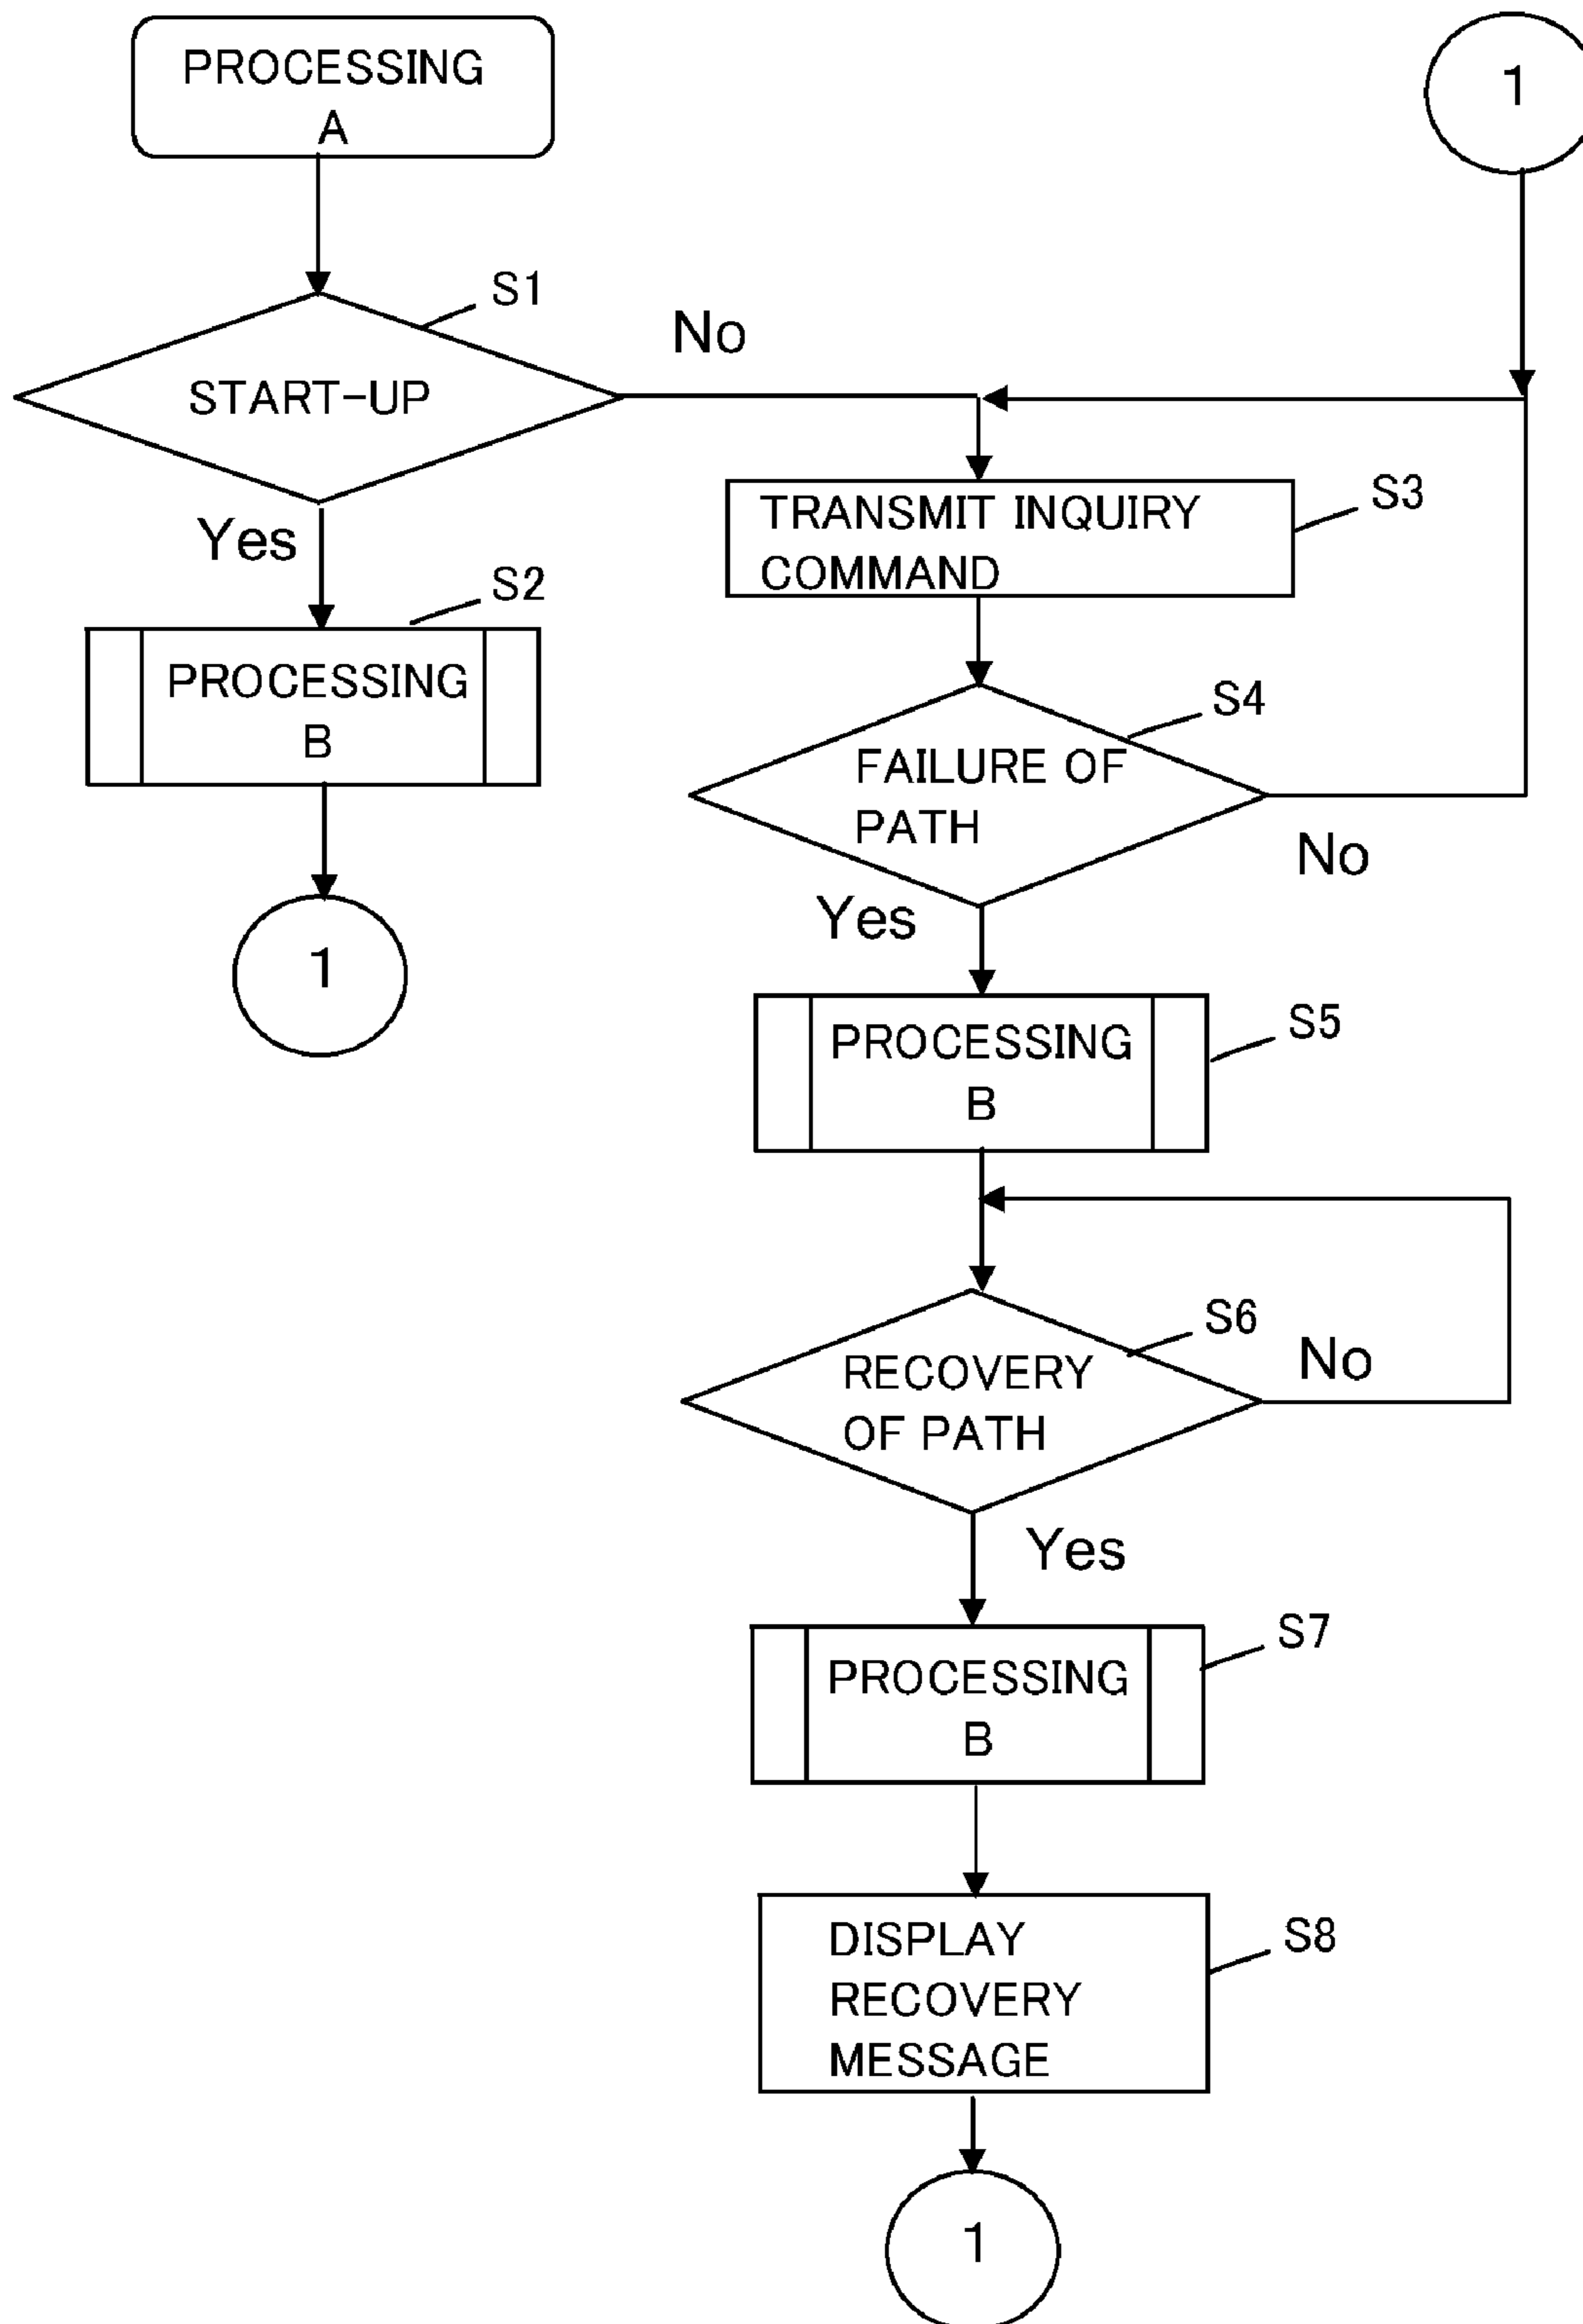 PROCESSING
A
1
S1
START-UP
No
Yes
S2
PROCESSING
B
1
TRANSMIT INQUIRY
COMMAND
S3
S4
FAILURE OF
PATH
No
Yes
PROCESSING
B
S5
S6
RECOVERY
OF PATH
No
Yes
PROCESSING
B
S7
DISPLAY
RECOVERY
MESSAGE
S8
1